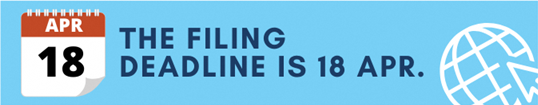 APR
18
THE FILING
DEADLINE IS 18 APR.